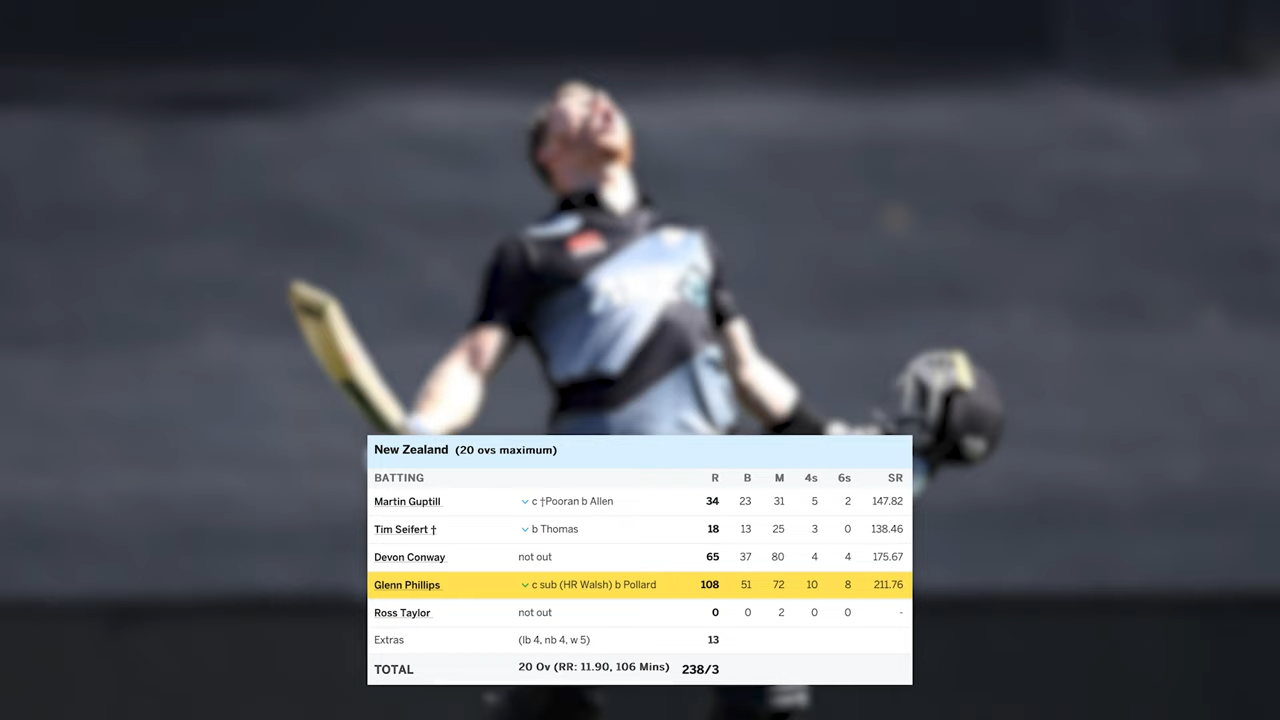 New Zealand (20 ovs maximum)
BATTING R B M 4s 6s SR
Martin Guptill c †Pooran b Allen 34 23 31 5 2 147.82
Tim Seifert † b Thomas 18 13 25 3 0 138.46
Devon Conway not out 65 37 80 4 4 175.67
Glenn Phillips c sub (HR Walsh) b Pollard 108 51 72 10 8 211.76
Ross Taylor not out 0 0 2 0 0 -
Extras (lb 4, nb 4, w 5) 13
TOTAL 20 Ov (RR: 11.90, 106 Mins) 238/3